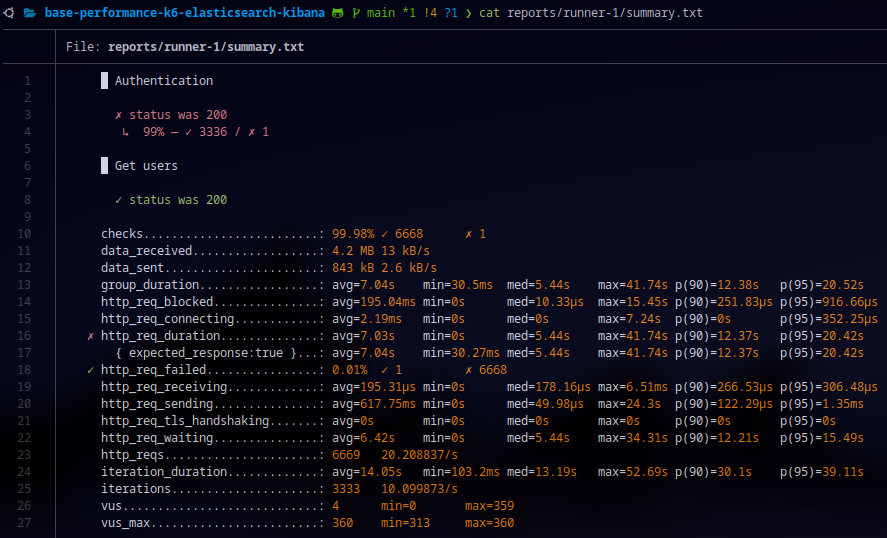 base-performance-k6-elasticsearch-kibana main *1 !4 ?1 ❯ cat reports/runner-1/summary.txt
File: reports/runner-1/summary.txt
1 █ Authentication
2
3 ✗ status was 200
4 ↳ 99% — ✓ 3336 / ✗ 1
5
6 █ Get users
7
8 ✓ status was 200
9
10 checks.........................: 99.98% ✓ 6668 ✗ 1
11 data_received..................: 4.2 MB 13 kB/s
12 data_sent......................: 843 kB 2.6 kB/s
13 group_duration.................: avg=7.04s min=30.5ms med=5.44s max=41.74s p(90)=12.38s p(95)=20.52s
14 http_req_blocked...............: avg=195.04ms min=0s med=10.33µs max=15.45s p(90)=251.83µs p(95)=916.66µs
15 http_req_connecting............: avg=2.19ms min=0s med=0s max=7.24s p(90)=0s p(95)=352.25µs
16 ✗ http_req_duration..............: avg=7.03s min=0s med=5.44s max=41.74s p(90)=12.37s p(95)=20.42s
17 { expected_response:true }...: avg=7.04s min=30.27ms med=5.44s max=41.74s p(90)=12.37s p(95)=20.42s
18 ✓ http_req_failed................: 0.01% ✓ 1 ✗ 6668
19 http_req_receiving.............: avg=195.31µs min=0s med=178.16µs max=6.51ms p(90)=266.53µs p(95)=306.48µs
20 http_req_sending...............: avg=617.75ms min=0s med=49.98µs max=24.3s p(90)=122.29µs p(95)=1.35ms
21 http_req_tls_handshaking.......: avg=0s min=0s med=0s max=0s p(90)=0s p(95)=0s
22 http_req_waiting...............: avg=6.42s min=0s med=5.44s max=34.31s p(90)=12.21s p(95)=15.49s
23 http_reqs......................: 6669 20.208837/s
24 iteration_duration.............: avg=14.05s min=103.2ms med=13.19s max=52.69s p(90)=30.1s p(95)=39.11s
25 iterations.....................: 3333 10.099873/s
26 vus............................: 4 min=0 max=359
27 vus_max........................: 360 min=313 max=360